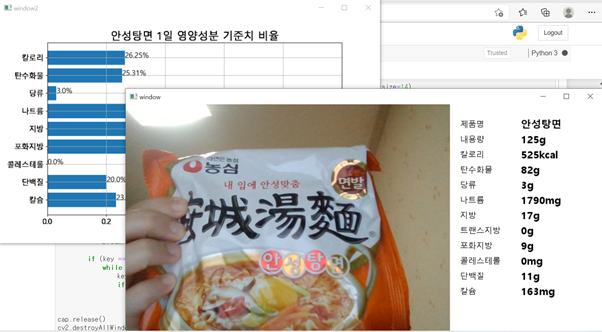 window2
안성탕면 1일 영양성분 기준치 비율
칼로리 26.25%
탄수화물 25.31%
당류 3.0%
나트륨
지방
포화지방
콜레스테롤 0.0%
단백질 20.0%
칼슘 23.
0.0 0.2
Logout
Trusted Python 3
size=14)
window
농심
내 입에 안성맞춤
면발
安城湯麵
안성탕면
제품명 안성탕면
내용량 125g
칼로리 525kcal
탄수화물 82g
당류 3g
나트륨 1790mg
지방 17g
트랜스지방 0g
포화지방 9g
콜레스테롤 0mg
단백질 11g
칼슘 163mg
if (key ==
while
ke
if
cap.release()
cv2.destroyAllWind